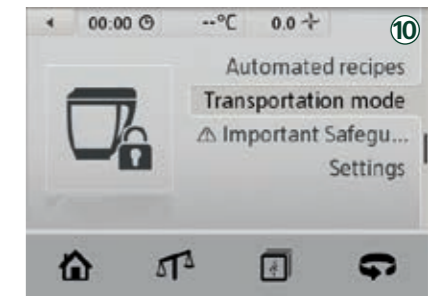 00:00 --°C 0.0 10
Automated recipes
Transportation mode
⚠ Important Safegu...
Settings